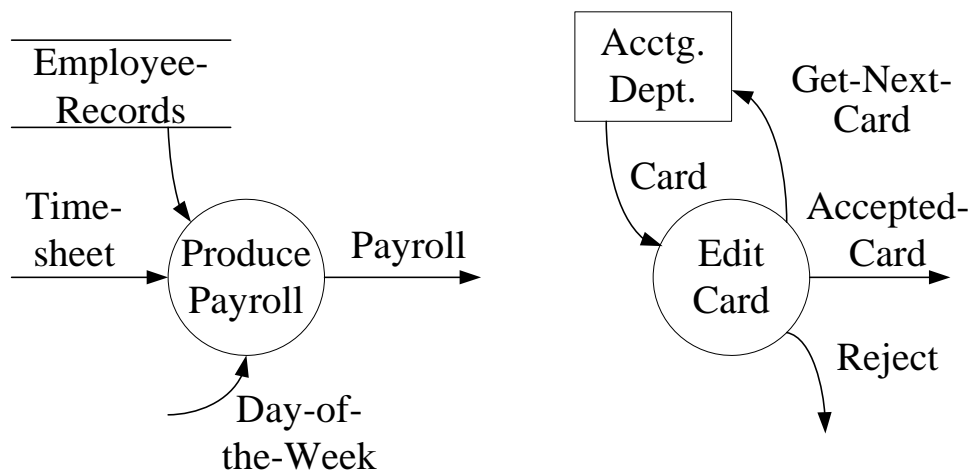 Employee-
Records
Time-
sheet
Produce
Payroll
Payroll
Day-of-
the-Week
Acctg.
Dept.
Get-Next-
Card
Card
Edit
Card
Accepted-
Card
Reject